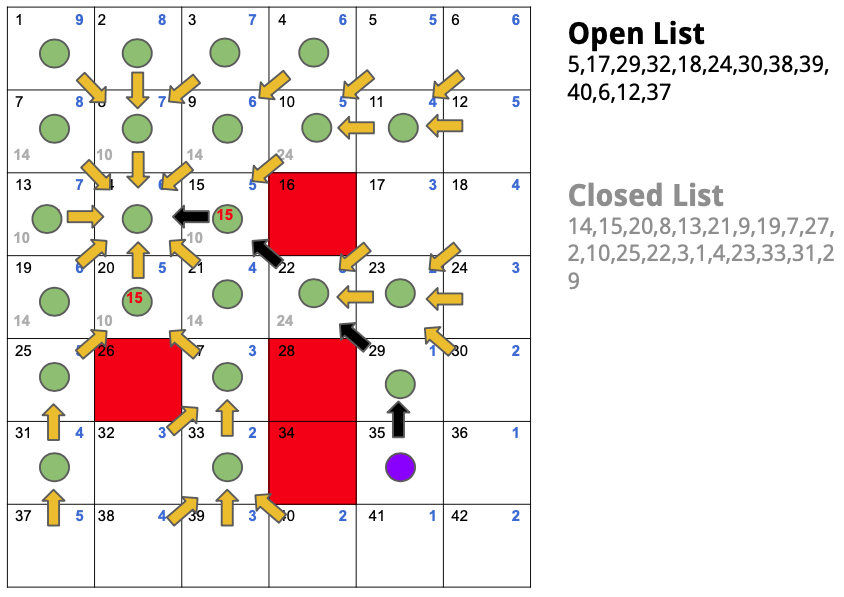 1 9 2 8 3 7 4 6 5 5 6 6
7 8 8 7 9 6 10 5 11 4 12 5
14 10 14 24
13 7 4 6 15 5 16 17 3 18 4
15
10 10
19 6 20 5 21 4 22 23 24 3
15
14 10 14 24
25 26 7 3 28 29 1 30 2
31 4 32 3 33 2 34 35 36 1
37 5 38 4 39 3 40 2 41 1 42 2
Open List
5,17,29,32,18,24,30,38,39,
40,6,12,37
Closed List
14,15,20,8,13,21,9,19,7,27,
2,10,25,22,3,1,4,23,33,31,2
9